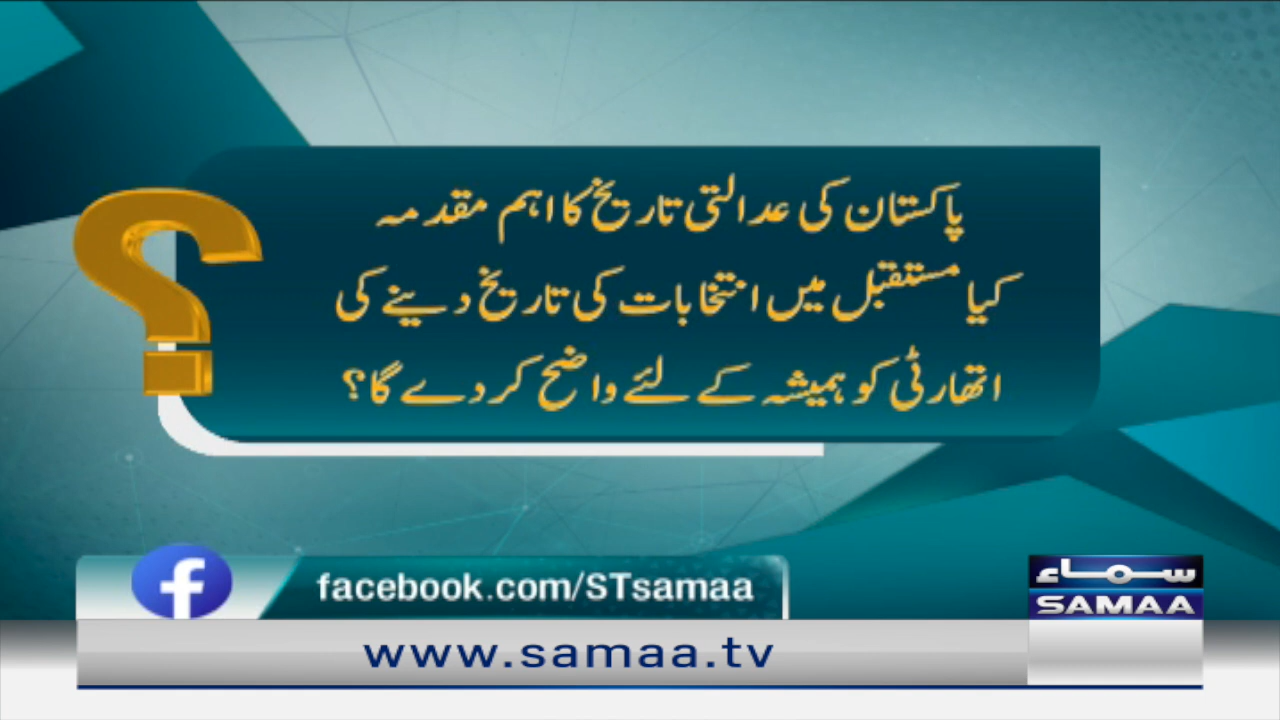 پاکستان کی عدالتی تاریخ کا اہم مقدمہ
کیا مستقبل میں انتخابات کی تاریخ دینے کی
اتھارٹی کو ہمیشہ کے لئے واضح کر دے گا؟
facebook.com/STsamaa
سماء
SAMAA
www.samaa.tv